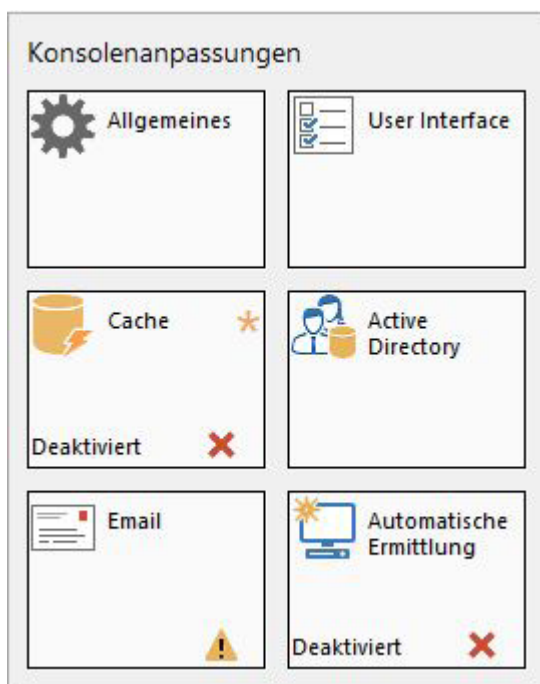 Konsolenanpassungen
Allgemeines
User Interface
Cache
Deaktiviert
Active
Directory
Email
Automatische
Ermittlung
Deaktiviert